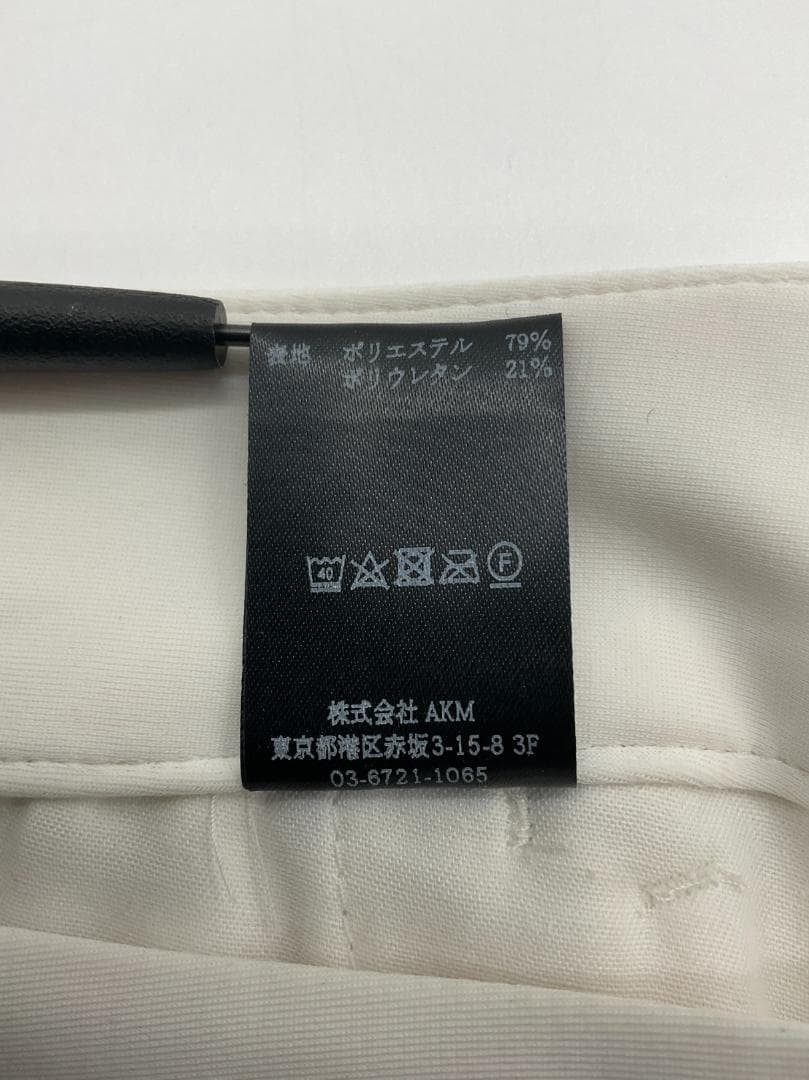 表地 ポリエステル 79%
ポリウレタン 21%
40
F
株式会社 AKM
東京都港区赤坂3-15-8 3F
03-6721-1065